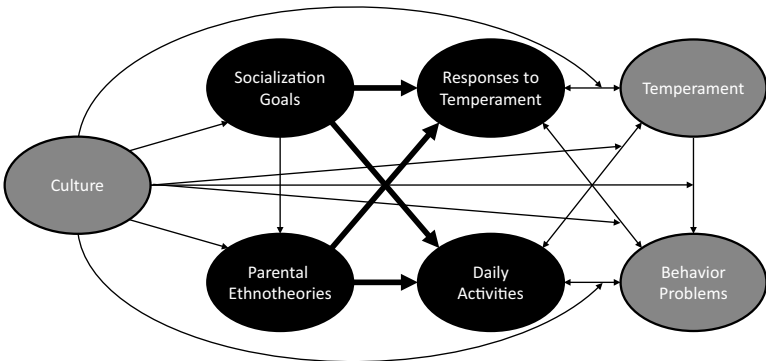 Socialization
Goals
Responses to
Temperament
Temperament
Culture
Parental
Ethnotheories
Daily
Activities
Behavior
Problems